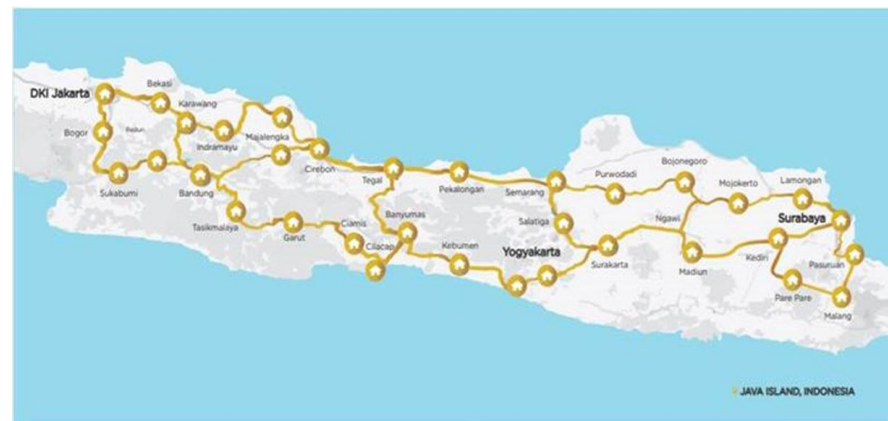 Bekasi
DKI Jakarta
Karawang
Bogor
Majalengka
Indramayu
Cirebon
Sukabumi
Bandung
Tegal
Pekalongan
Semarang
Purwodadi
Bojonegoro
Mojokerto
Lamongan
Tasikmalaya
Garut
Ciamis
Banyumas
Cilacap
Kebumen
Salatiga
Yogyakarta
Surakarta
Ngawi
Madiun
Kediri
Surabaya
Pasuruan
Pare Pare
Malang
JAVA ISLAND, INDONESIA